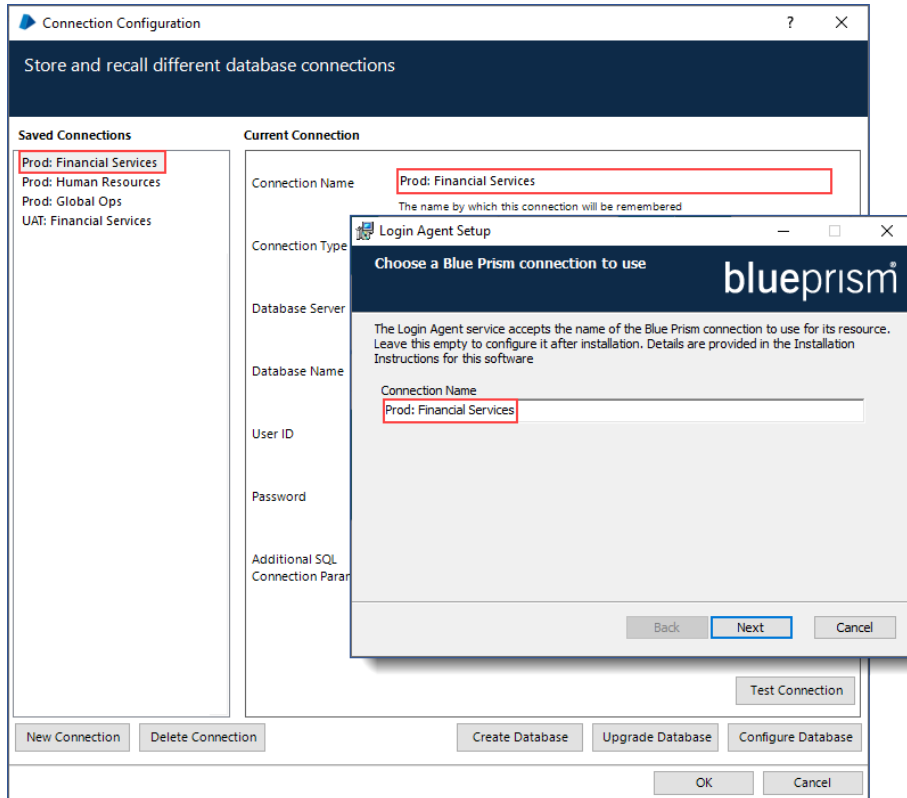 Connection Configuration
?
Store and recall different database connections
Saved Connections
Prod: Financial Services
Prod: Human Resources
Prod: Global Ops
UAT: Financial Services
Current Connection
Connection Name
Prod: Financial Services
The name by which this connection will be remembered
Connection Type
Database Server
Database Name
User ID
Password
Additional SQL
Connection Parar
Login Agent Setup
Choose a Blue Prism connection to use
blueprism®
The Login Agent service accepts the name of the Blue Prism connection to use for its resource.
Leave this empty to configure it after installation. Details are provided in the Installation
Instructions for this software
Connection Name
Prod: Financial Services
Back
Next
Cancel
Test Connection
New Connection
Delete Connection
Create Database
Upgrade Database
Configure Database
OK
Cancel